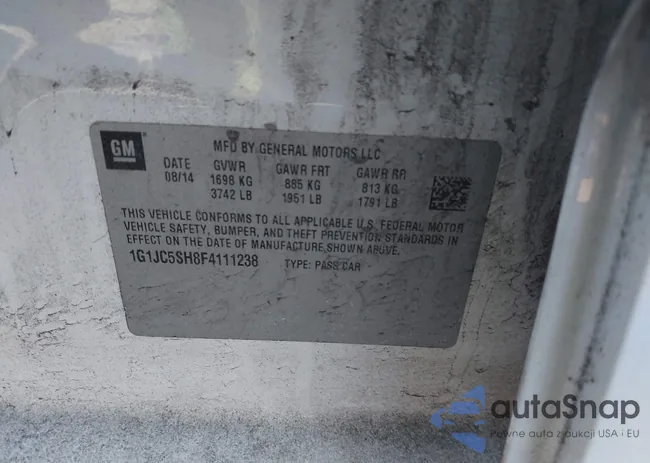 GM
MFD BY GENERAL MOTORS LLC
DATE GVWR GAWR FRT GAWR RR
08/14 1698 KG 885 KG 813 KG
3742 LB 1951 LB 1791 LB
THIS VEHICLE CONFORMS TO ALL APPLICABLE U.S. FEDERAL MOTOR
VEHICLE SAFETY, BUMPER, AND THEFT PREVENTION STANDARDS IN
EFFECT ON THE DATE OF MANUFACTURE SHOWN ABOVE.
1G1JC5SH8F4111238 TYPE: PASS CAR
autaSnap
Pewne auta z aukcji USA i EU